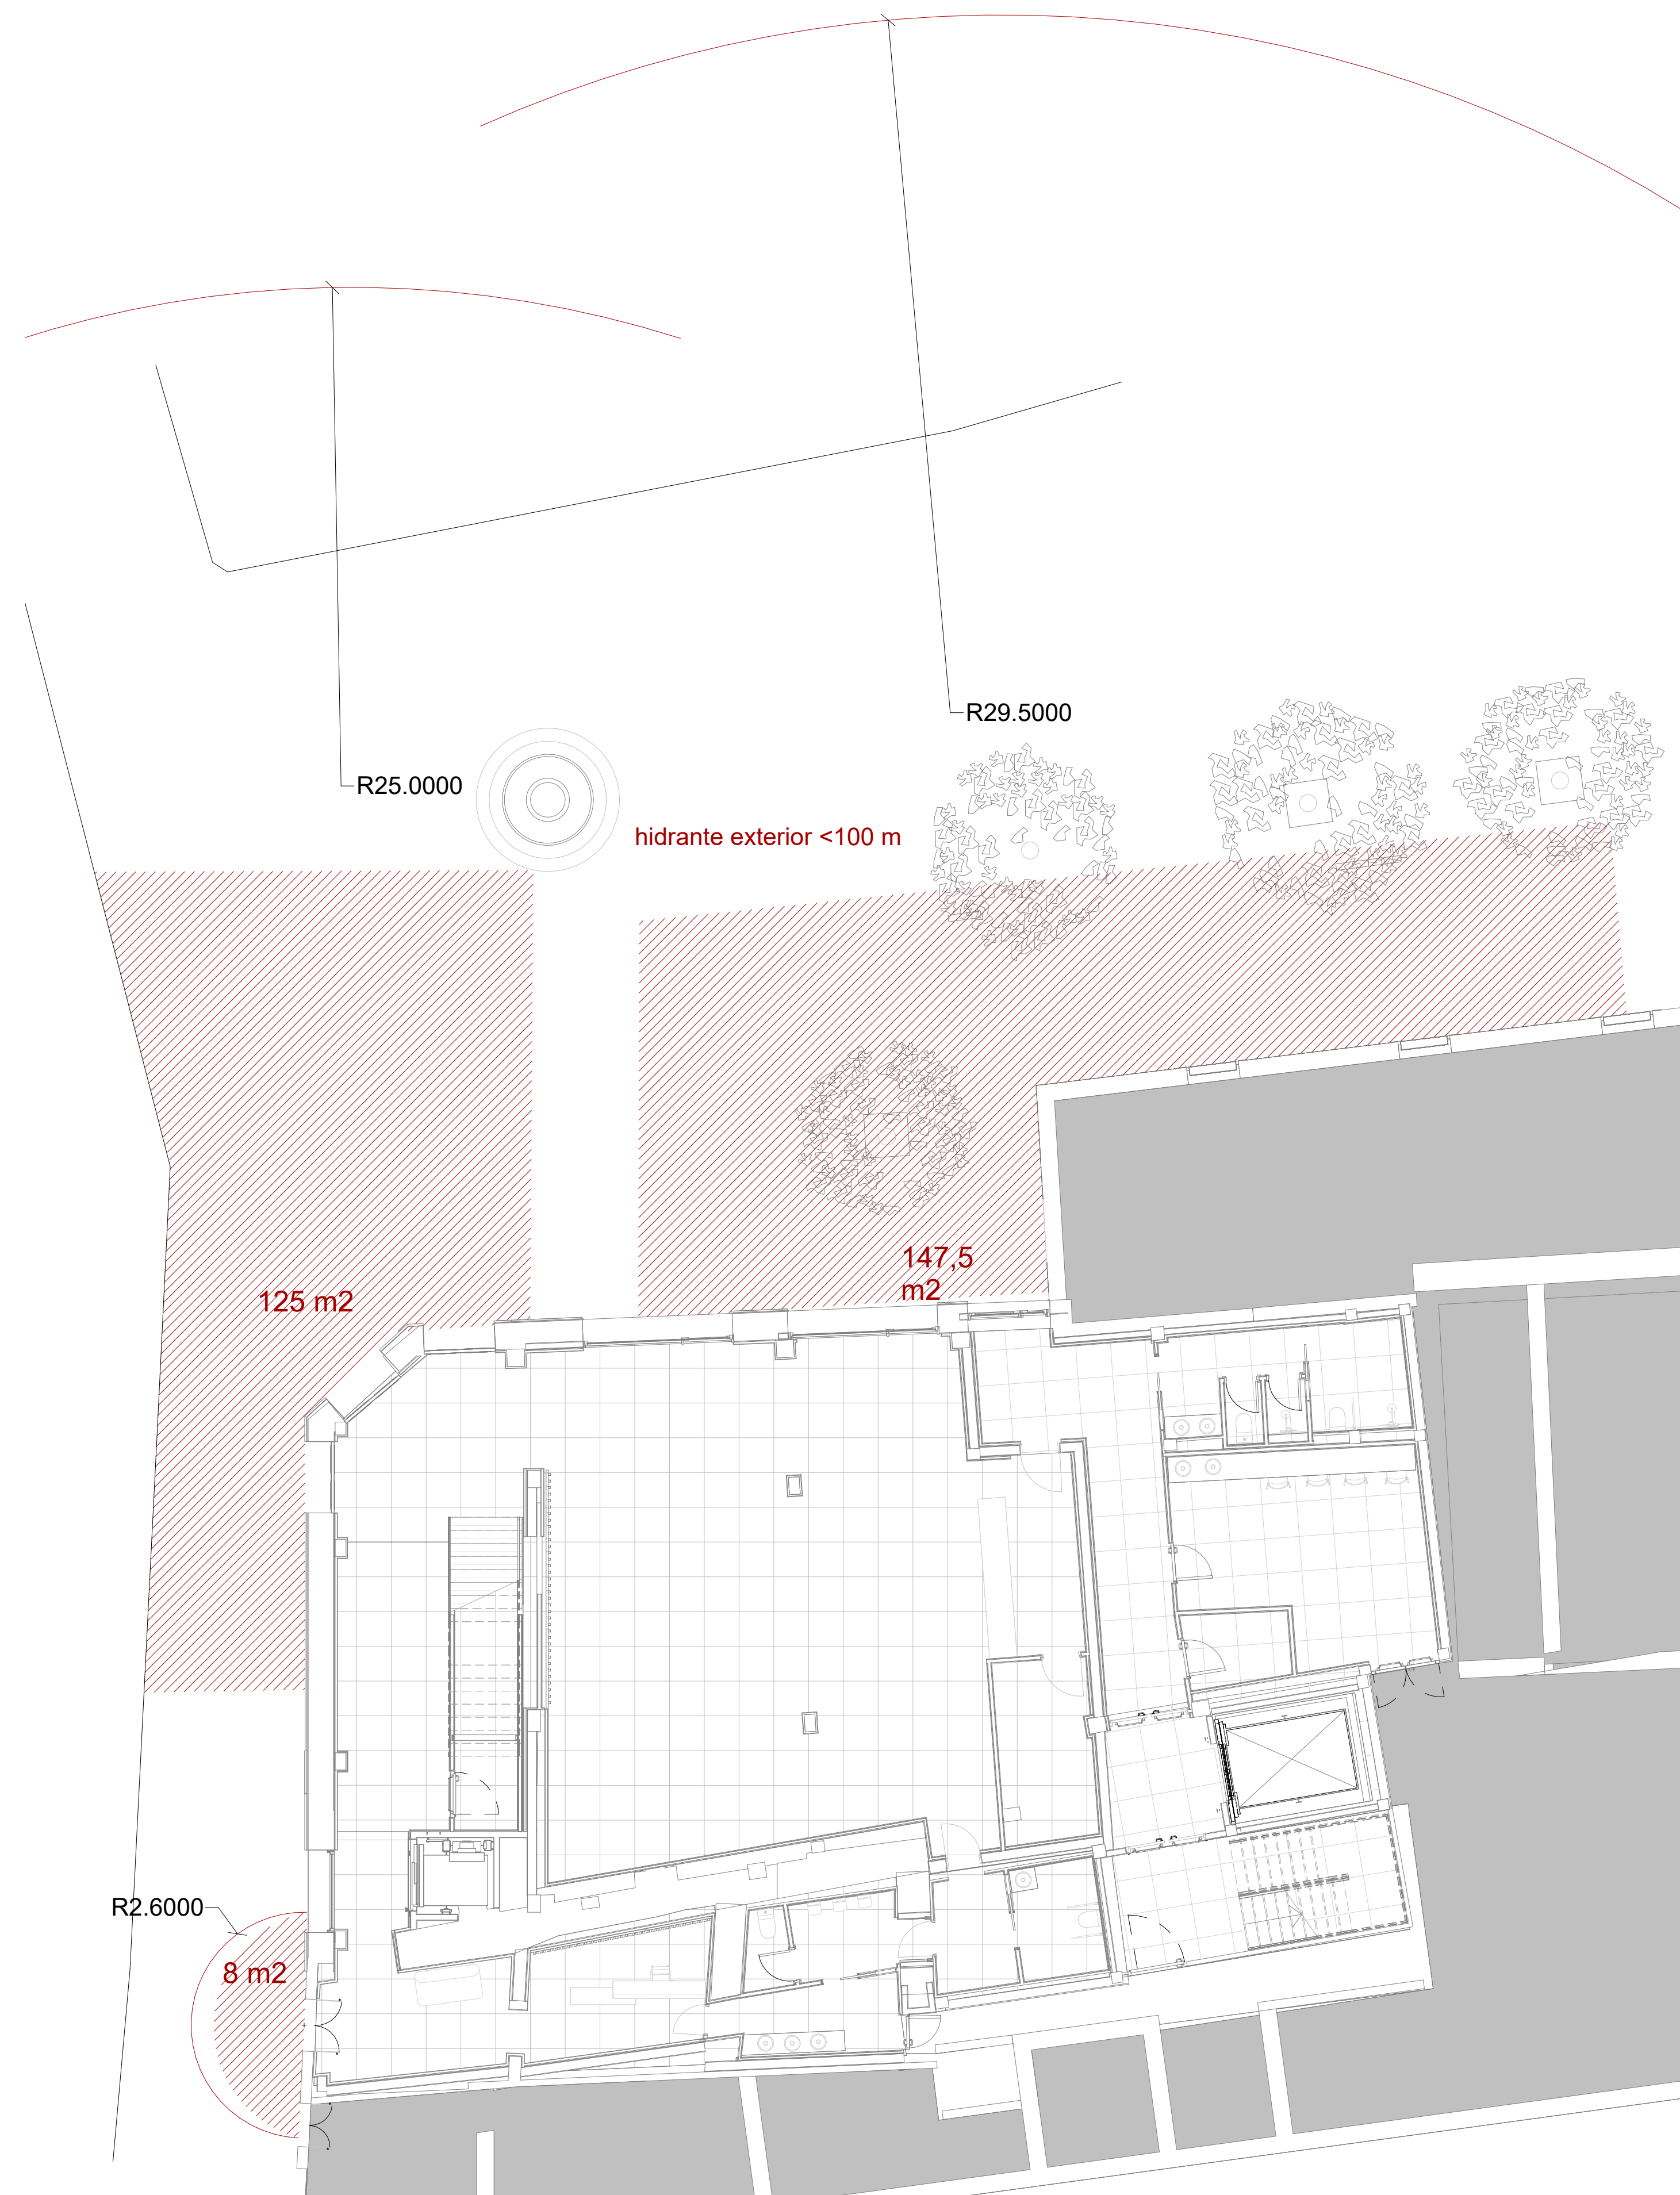 R29.5000
R25.0000
hidrante exterior <100 m
147,5
m2
125 m2
R2.6000
8 m2